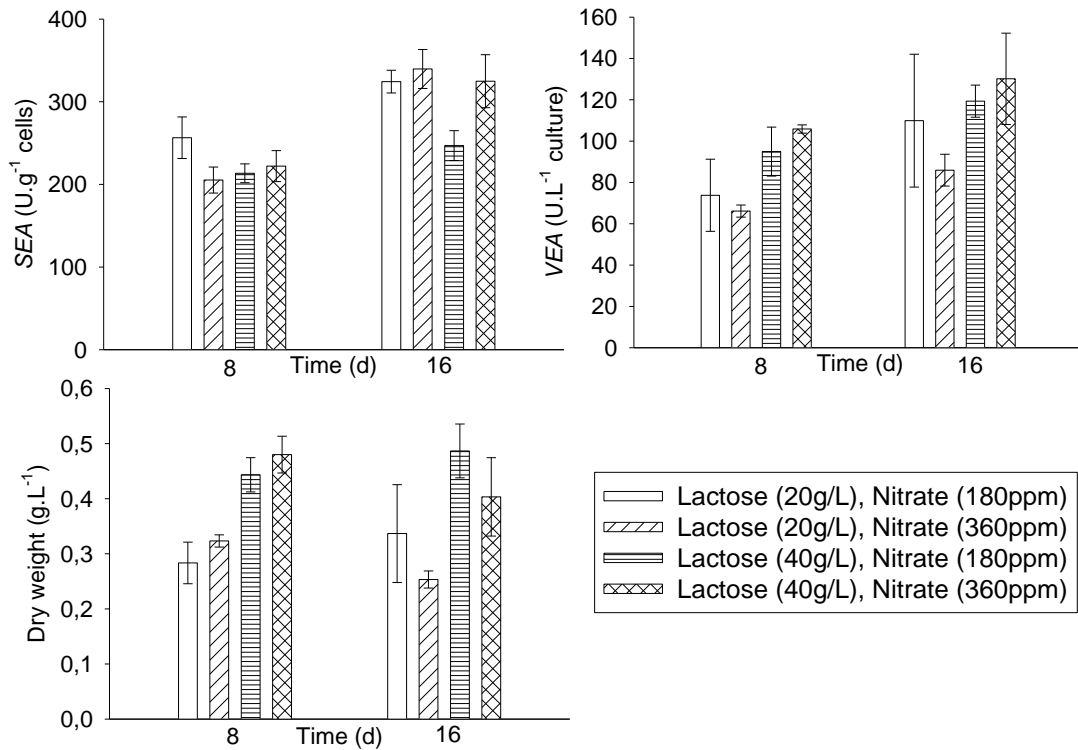 400
300
200
100
0
SEA (U.g⁻¹ cells)
8
Time (d)
16
160
140
120
100
80
60
40
20
0
VEA (U.L⁻¹ culture)
8
Time (d)
16
0,6
0,5
0,4
0,3
0,2
0,1
0,0
Dry weight (g.L⁻¹)
8
Time (d)
16
Lactose (20g/L), Nitrate (180ppm)
Lactose (20g/L), Nitrate (360ppm)
Lactose (40g/L), Nitrate (180ppm)
Lactose (40g/L), Nitrate (360ppm)